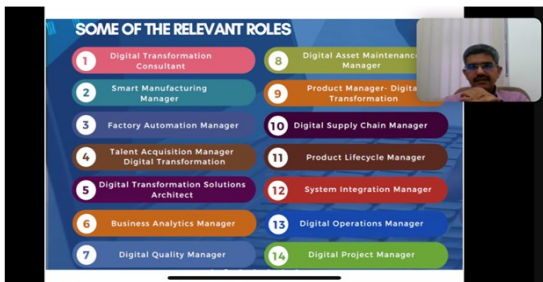 SOME OF THE RELEVANT ROLES
1
Digital Transformation
Consultant
2
Smart Manufacturing
Manager
3
Factory Automation Manager
4
Talent Acquisition Manager
Digital Transformation
5
Digital Transformation Solutions
Architect
6
Business Analytics Manager
7
Digital Quality Manager
8
Digital Asset Maintenance
Manager
9
Product Manager- Digita
Transformation
10
Digital Supply Chain Manager
11
Product Lifecycle Manager
12
System Integration Manager
13
Digital Operations Manager
14
Digital Project Manager